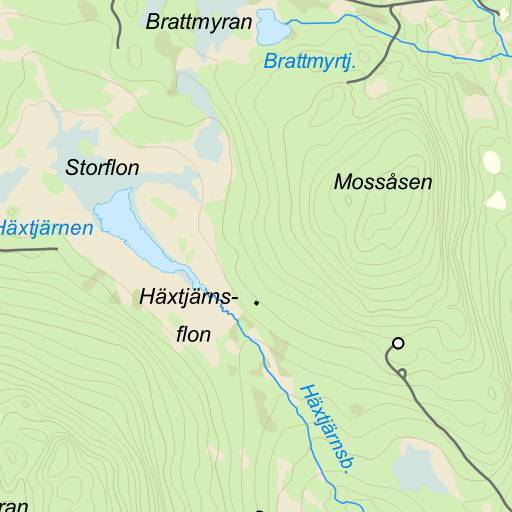 Brattmyran
Brattmyrtj.
Storflon
Mossåsen
Häxtjärnen
Häxtjärns-
flon
Häxtjärnsb.